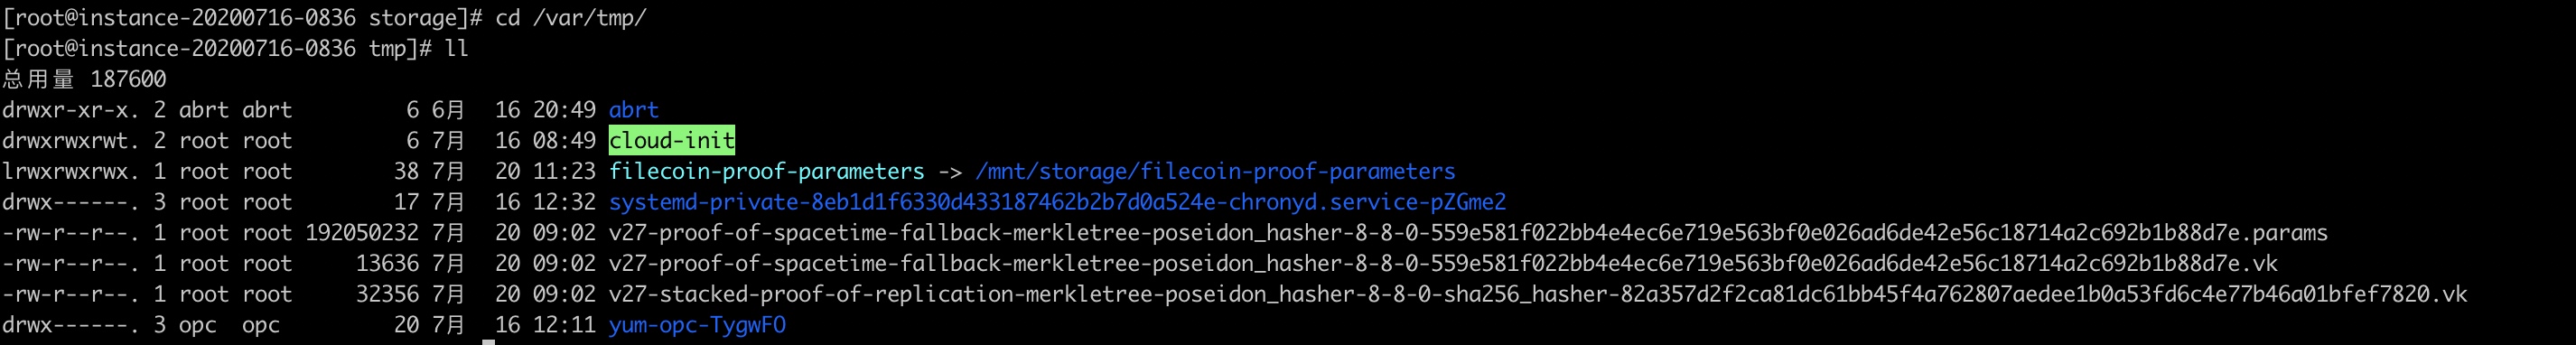 [root@instance-20200716-0836 storage]# cd /var/tmp/
[root@instance-20200716-0836 tmp]# ll
总用量 187600
drwxr-xr-x. 2 abrt abrt         6 6月  16 20:49 abrt
drwxrwxrwt. 2 root root         6 7月  16 08:49 cloud-init
lrwxrwxrwx. 1 root root        38 7月  20 11:23 filecoin-proof-parameters -> /mnt/storage/filecoin-proof-parameters
drwx------. 3 root root        17 7月  16 12:32 systemd-private-8eb1d1f6330d433187462b2b7d0a524e-chronyd.service-pZGme2
-rw-r--r--. 1 root root 192050232 7月  20 09:02 v27-proof-of-spacetime-fallback-merkletree-poseidon_hasher-8-8-0-559e581f022bb4e4ec6e719e563bf0e026ad6de42e56c18714a2c692b1b88d7e.params
-rw-r--r--. 1 root root     13636 7月  20 09:02 v27-proof-of-spacetime-fallback-merkletree-poseidon_hasher-8-8-0-559e581f022bb4e4ec6e719e563bf0e026ad6de42e56c18714a2c692b1b88d7e.vk
-rw-r--r--. 1 root root     32356 7月  20 09:02 v27-stacked-proof-of-replication-merkletree-poseidon_hasher-8-8-0-sha256_hasher-82a357d2f2ca81dc61bb45f4a762807aedee1b0a53fd6c4e77b46a01bfef7820.vk
drwx------. 3 opc  opc         20 7月  16 12:11 yum-opc-TygwFO